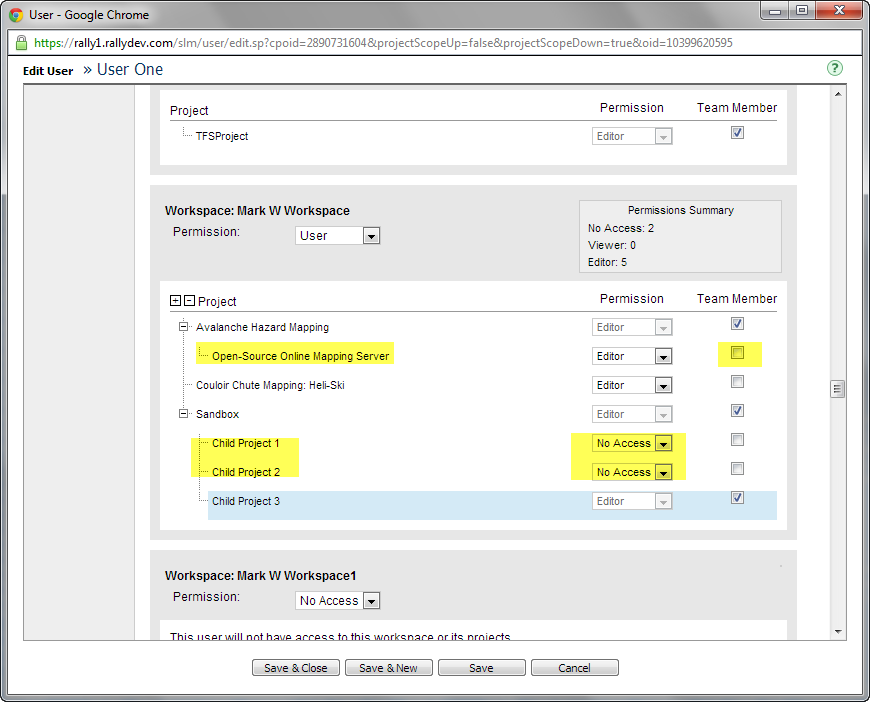 User - Google Chrome
https://rally1.rallydev.com/slm/user/edit.sp?cpoid=2890731604&projectScopeUp=false&projectScopeDown=true&oid=10399620595
Edit User » User One ?
Project Permission Team Member
TFSProject Editor
Workspace: Mark W Workspace
Permission: User
Permissions Summary
No Access: 2
Viewer: 0
Editor: 5
Project Permission Team Member
Avalanche Hazard Mapping Editor
Open-Source Online Mapping Server Editor
Couloir Chute Mapping: Heli-Ski Editor
Sandbox Editor
Child Project 1 No Access
Child Project 2 No Access
Child Project 3 Editor
Workspace: Mark W Workspace1
Permission: No Access
This user will not have access to this workspace or its projects
Save & Close Save & New Save Cancel